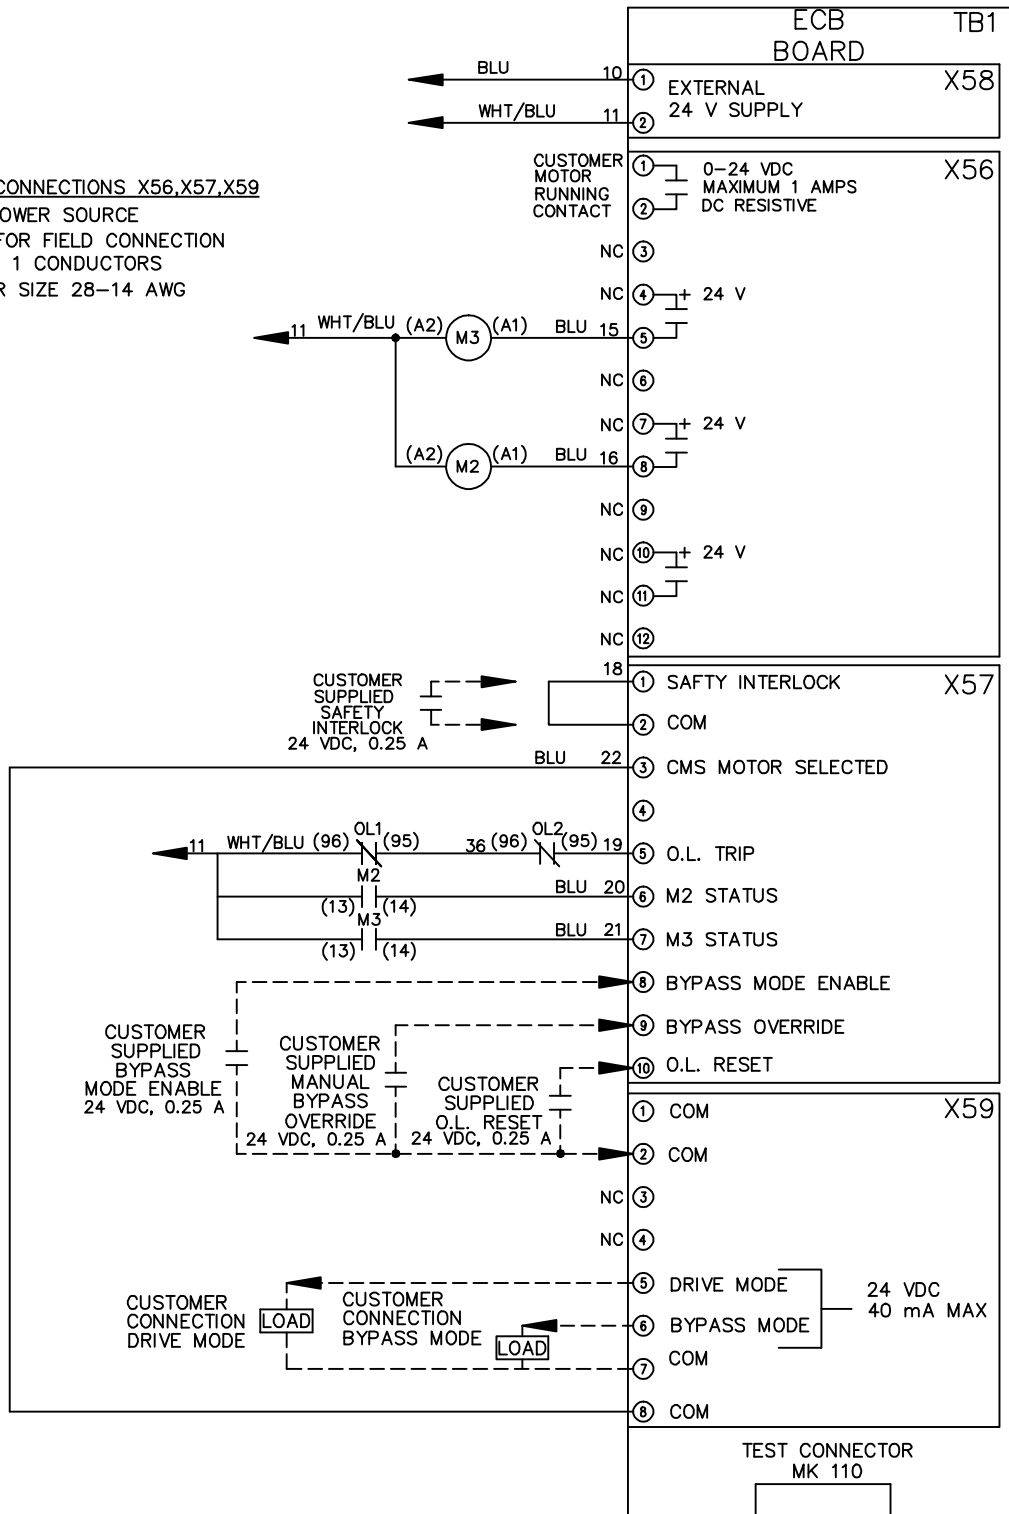 ECB TB1
BOARD
BLU 10 1 EXTERNAL X58
WHT/BLU 11 2 24 V SUPPLY
CONNECTIONS X56,X57,X59
OWER SOURCE
FOR FIELD CONNECTION
1 CONDUCTORS
R SIZE 28-14 AWG
CUSTOMER
MOTOR
RUNNING
CONTACT
1 2
0-24 VDC
MAXIMUM 1 AMPS
DC RESISTIVE
X56
NC 3
NC 4 + 24 V
11 WHT/BLU (A2) M3 (A1) BLU 15 5
NC 6
NC 7 + 24 V
(A2) M2 (A1) BLU 16 8
NC 9
NC 10 + 24 V
NC 11
NC 12
CUSTOMER
SUPPLIED
SAFETY
INTERLOCK
24 VDC, 0.25 A
18 1 SAFTY INTERLOCK X57
2 COM
BLU 22 3 CMS MOTOR SELECTED
4
11 WHT/BLU (96) OL1 (95) 36 (96) OL2 (95) 19 5 O.L. TRIP
M2
(13) (14) BLU 20 6 M2 STATUS
M3
(13) (14) BLU 21 7 M3 STATUS
8 BYPASS MODE ENABLE
9 BYPASS OVERRIDE
10 O.L. RESET
CUSTOMER
SUPPLIED
BYPASS
MODE ENABLE
24 VDC, 0.25 A
CUSTOMER
SUPPLIED
MANUAL
BYPASS
OVERRIDE
24 VDC, 0.25 A
CUSTOMER
SUPPLIED
O.L. RESET
24 VDC, 0.25 A
1 COM X59
2 COM
NC 3
NC 4
5 DRIVE MODE
6 BYPASS MODE
24 VDC
40 mA MAX
7 COM
8 COM
CUSTOMER
CONNECTION
DRIVE MODE
LOAD
CUSTOMER
CONNECTION
BYPASS MODE
LOAD
TEST CONNECTOR
MK 110